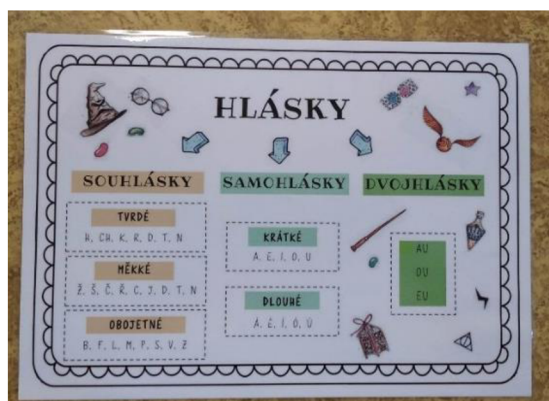 HLÁSKY
SOUHLÁSKY
SAMOHLÁSKY
DVOJHLÁSKY
TVRDÉ
H, CH, K, R, D, T, N
MĚKKÉ
Ž, Š, Č, Ř, C, J, Ď, Ť, Ň
OBOJETNÉ
B, F, L, M, P, S, V, Z
KRÁTKÉ
A, E, I, O, U
DLOUHÉ
Á, É, Í, Ó, Ú
AU
OU
EU